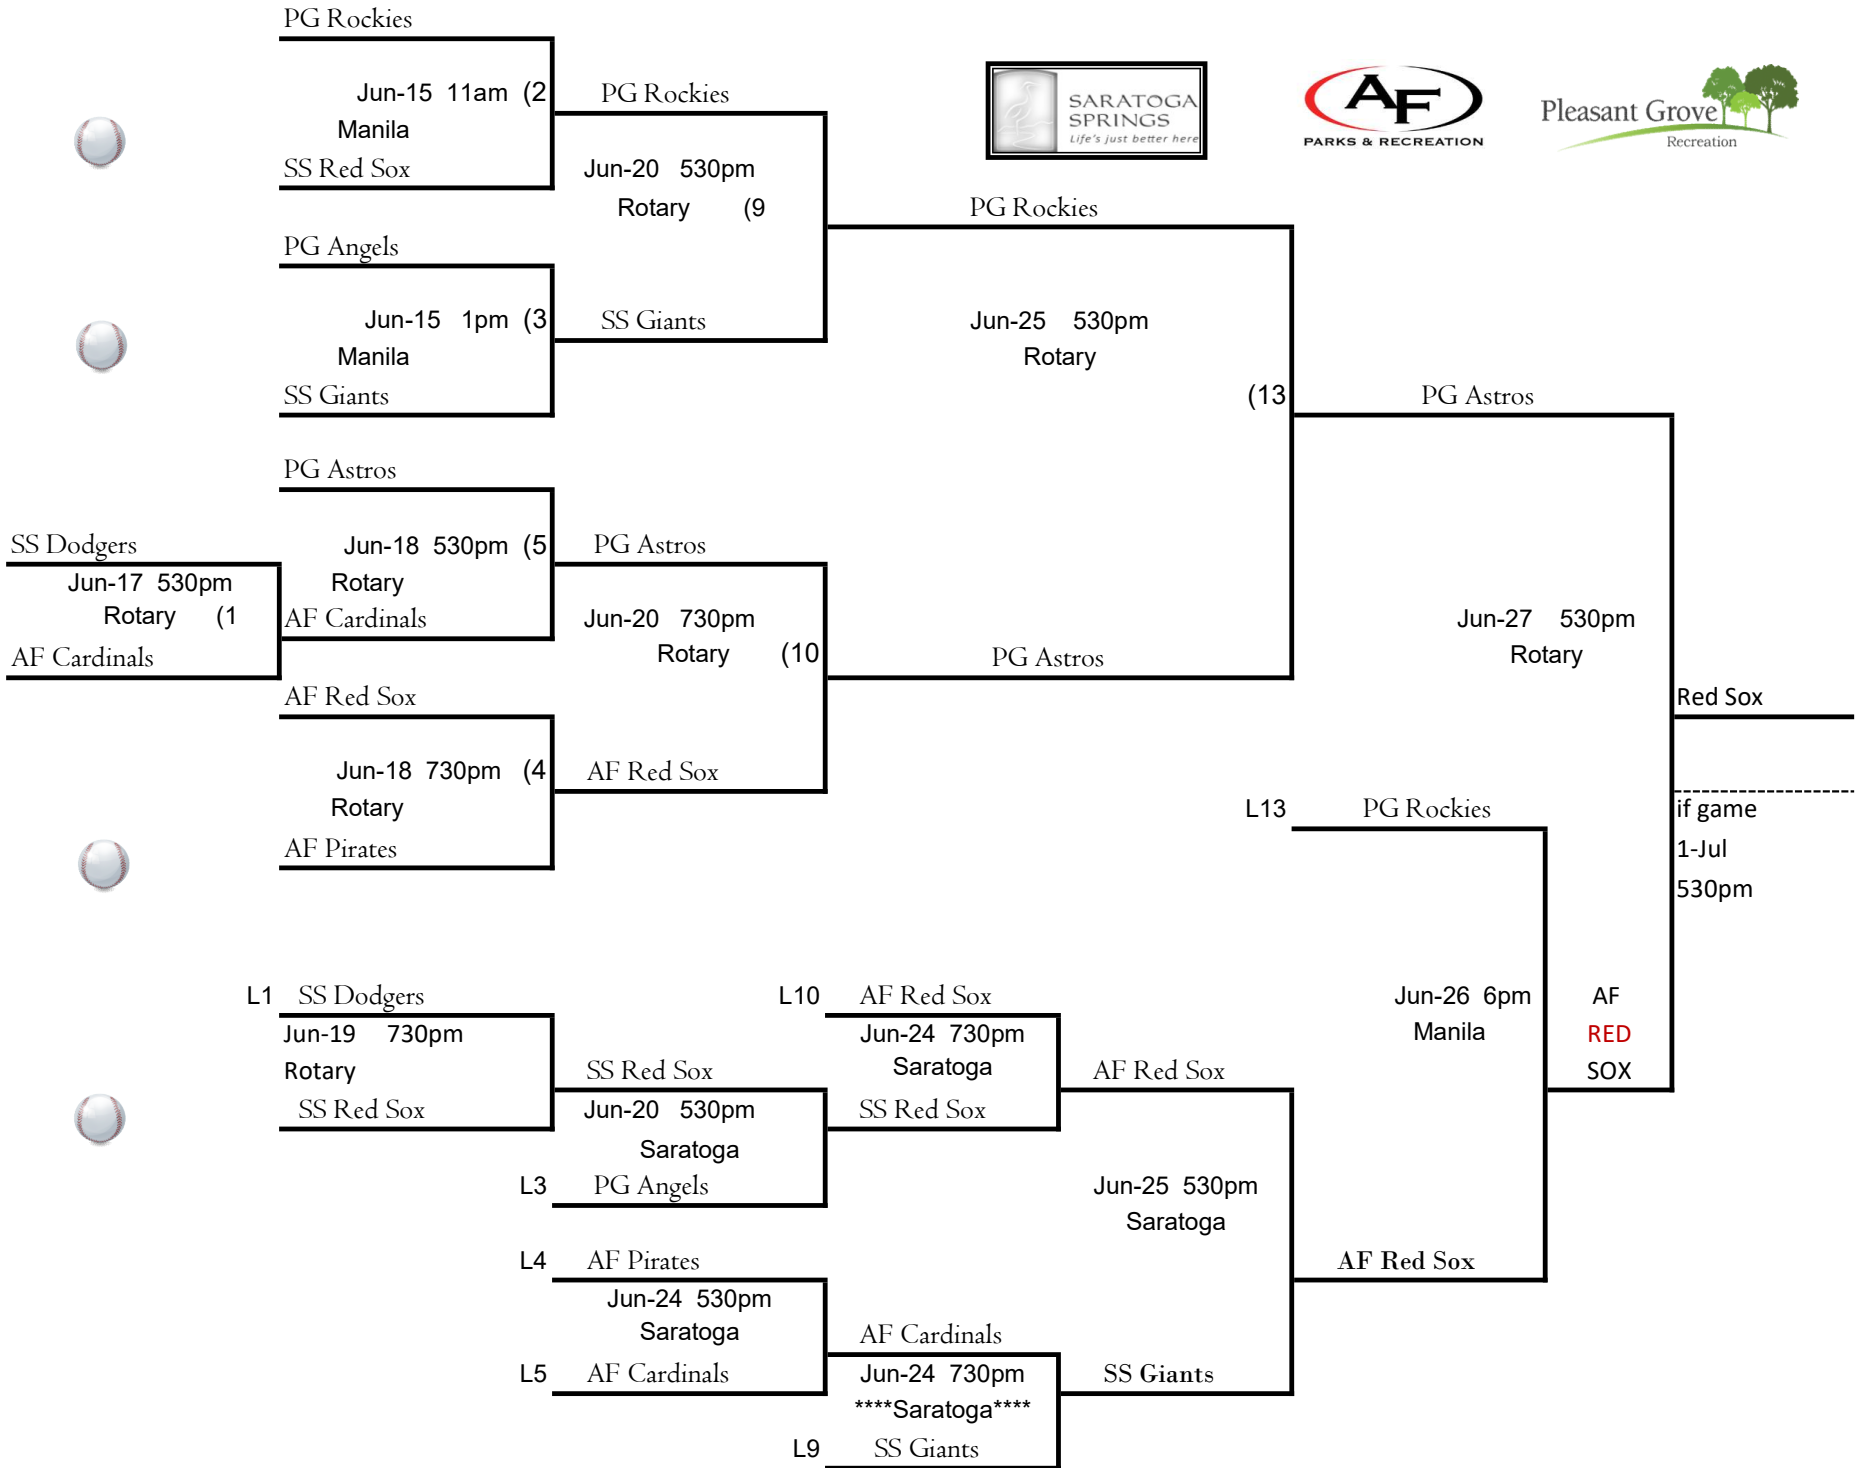 PG Rockies
Jun-15 11am (2
Manila
SS Red Sox
PG Rockies
Jun-20 530pm
Rotary (9
SARATOGA
SPRINGS
Life's just better here
AF
PARKS & RECREATION
Pleasant Grove
Recreation
PG Angels
Jun-15 1pm (3
Manila
SS Giants
SS Giants
PG Rockies
Jun-25 530pm
Rotary
(13
PG Astros
PG Astros
SS Dodgers
Jun-17 530pm
Rotary (1
AF Cardinals
Jun-18 530pm (5
Rotary
AF Cardinals
PG Astros
Jun-20 730pm
Rotary (10
PG Astros
Jun-27 530pm
Rotary
AF Red Sox
Jun-18 730pm (4
Rotary
AF Pirates
AF Red Sox
Red Sox
if game
1-Jul
530pm
L13 PG Rockies
Jun-26 6pm
Manila
AF
RED
SOX
L1 SS Dodgers
Jun-19 730pm
Rotary
SS Red Sox
SS Red Sox
Jun-20 530pm
Saratoga
L3 PG Angels
L10 AF Red Sox
Jun-24 730pm
Saratoga
SS Red Sox
AF Red Sox
Jun-25 530pm
Saratoga
AF Red Sox
L4 AF Pirates
Jun-24 530pm
Saratoga
L5 AF Cardinals
AF Cardinals
Jun-24 730pm
****Saratoga****
L9 SS Giants
SS Giants